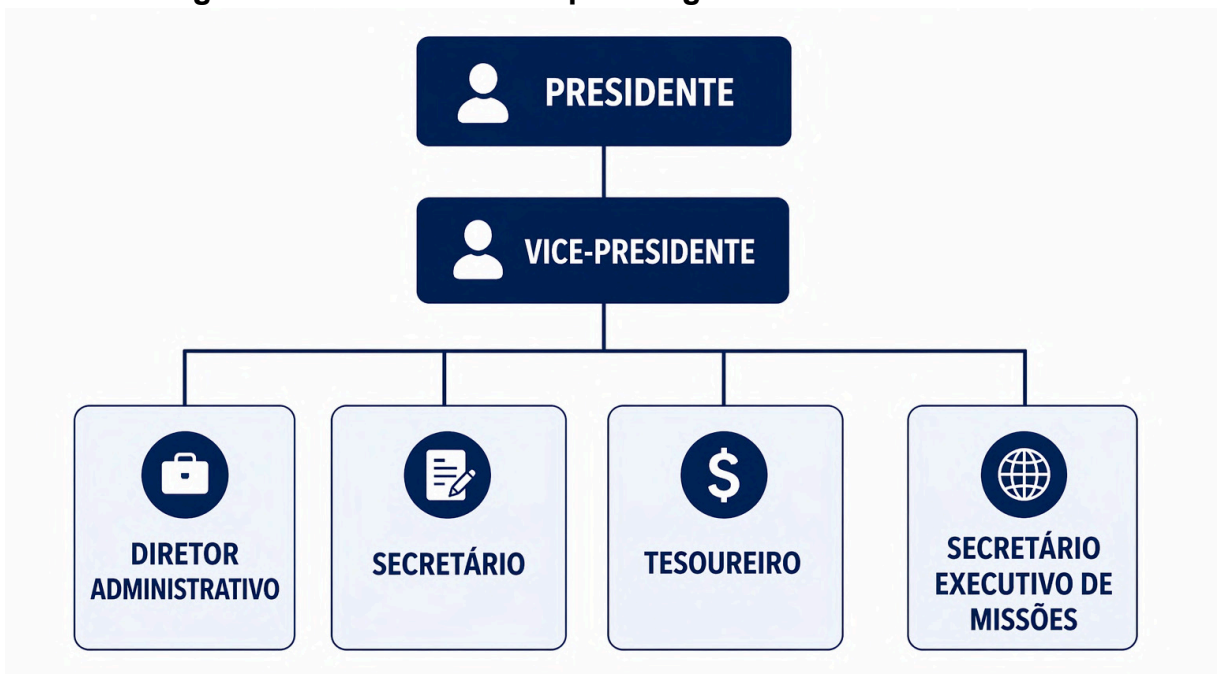 PRESIDENTE
VICE-PRESIDENTE
DIRETOR
ADMINISTRATIVO
SECRETÁRIO
TESOUREIRO
SECRETÁRIO
EXECUTIVO DE
MISSÕES